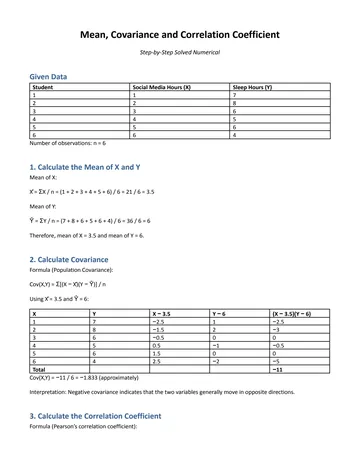 Mean, Covariance and Correlation Coefficient
Step-by-Step Solved Numerical
Given Data
Student Social Media Hours (X) Sleep Hours (Y)
1 1 7
2 2 8
3 3 6
4 4 5
5 5 6
6 6 4
Number of observations: n = 6
1. Calculate the Mean of X and Y
Mean of X:
X̄ = ΣX / n = (1 + 2 + 3 + 4 + 5 + 6) / 6 = 21 / 6 = 3.5
Mean of Y:
Ȳ = ΣY / n = (7 + 8 + 6 + 5 + 6 + 4) / 6 = 36 / 6 = 6
Therefore, mean of X = 3.5 and mean of Y = 6.
2. Calculate Covariance
Formula (Population Covariance):
Cov(X,Y) = Σ[(X − X̄)(Y − Ȳ)] / n
Using X̄ = 3.5 and Ȳ = 6:
X Y X − 3.5 Y − 6 (X − 3.5)(Y − 6)
1 7 −2.5 1 −2.5
2 8 −1.5 2 −3
3 6 −0.5 0 0
4 5 0.5 −1 −0.5
5 6 1.5 0 0
6 4 2.5 −2 −5
Total −11
Cov(X,Y) = −11 / 6 = −1.833 (approximately)
Interpretation: Negative covariance indicates that the two variables generally move in opposite directions.
3. Calculate the Correlation Coefficient
Formula (Pearson's correlation coefficient):